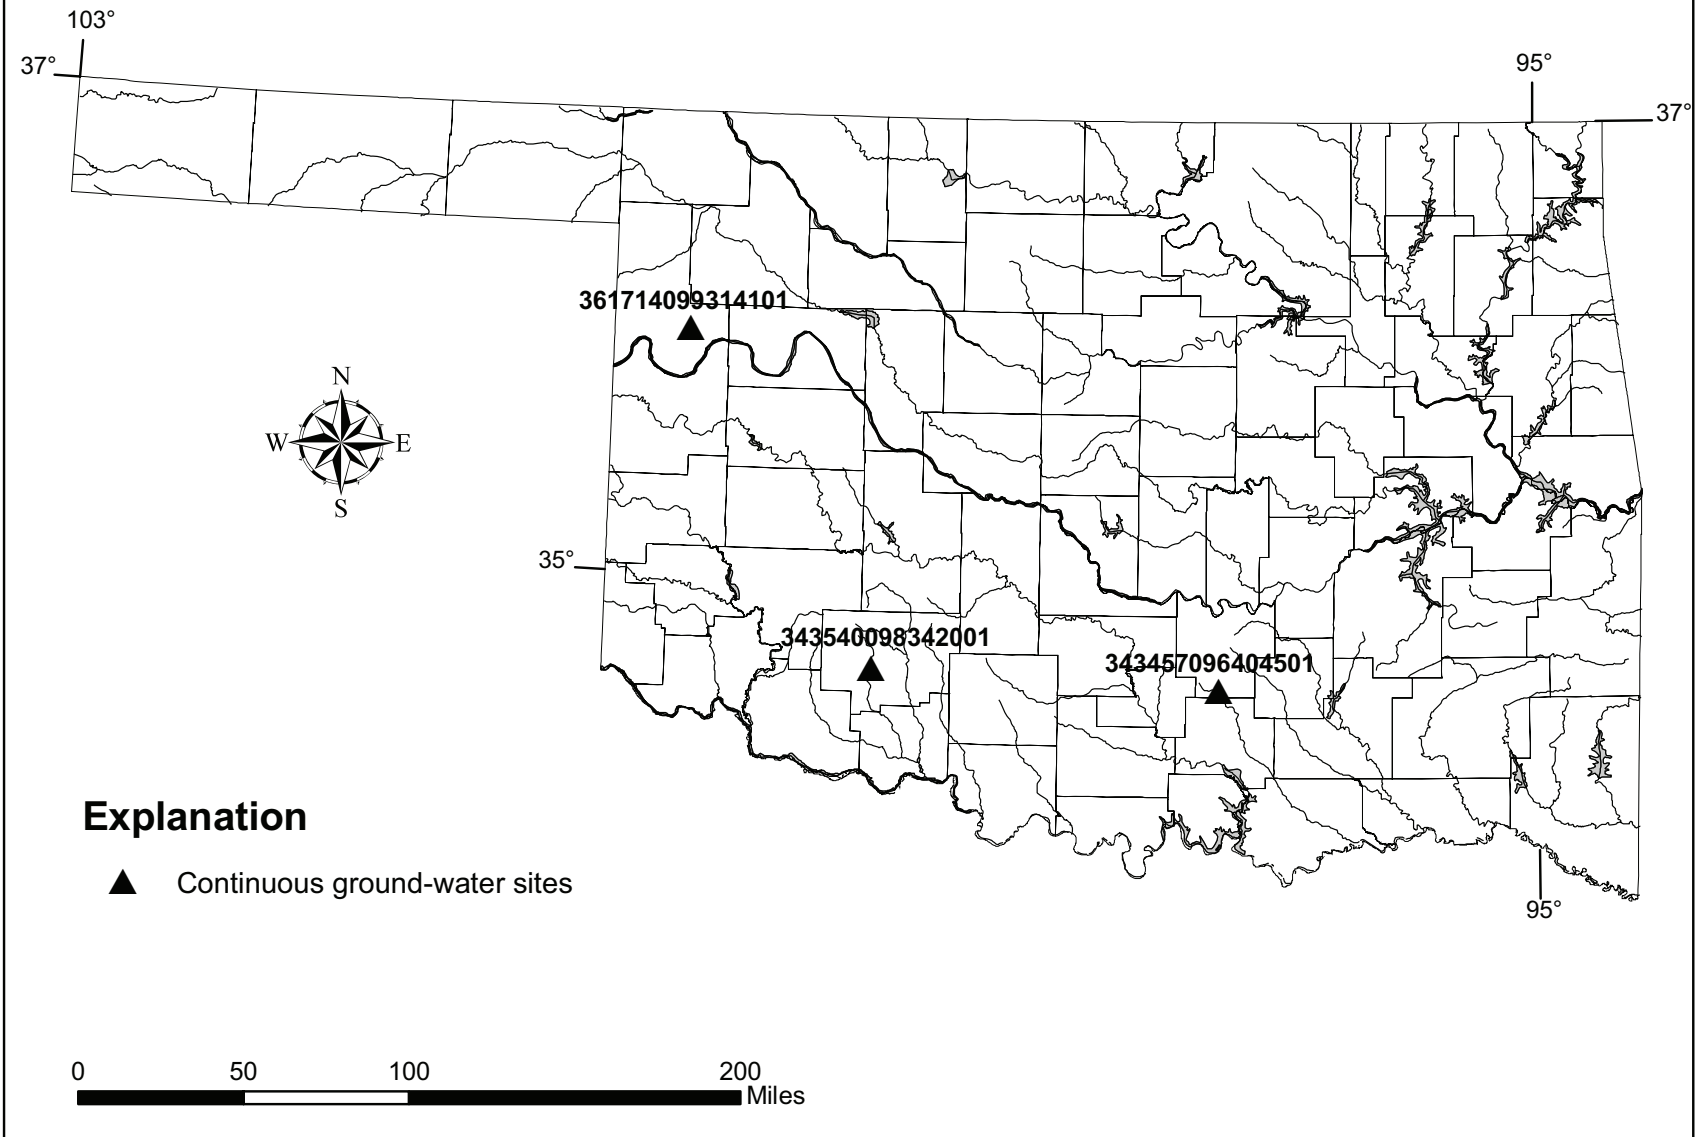 103°
37°
95°
37°
361714099314101
N
W
E
S
35°
343540098342001
343457096404501
Explanation
Continuous ground-water sites
95°
0 50 100 200
Miles